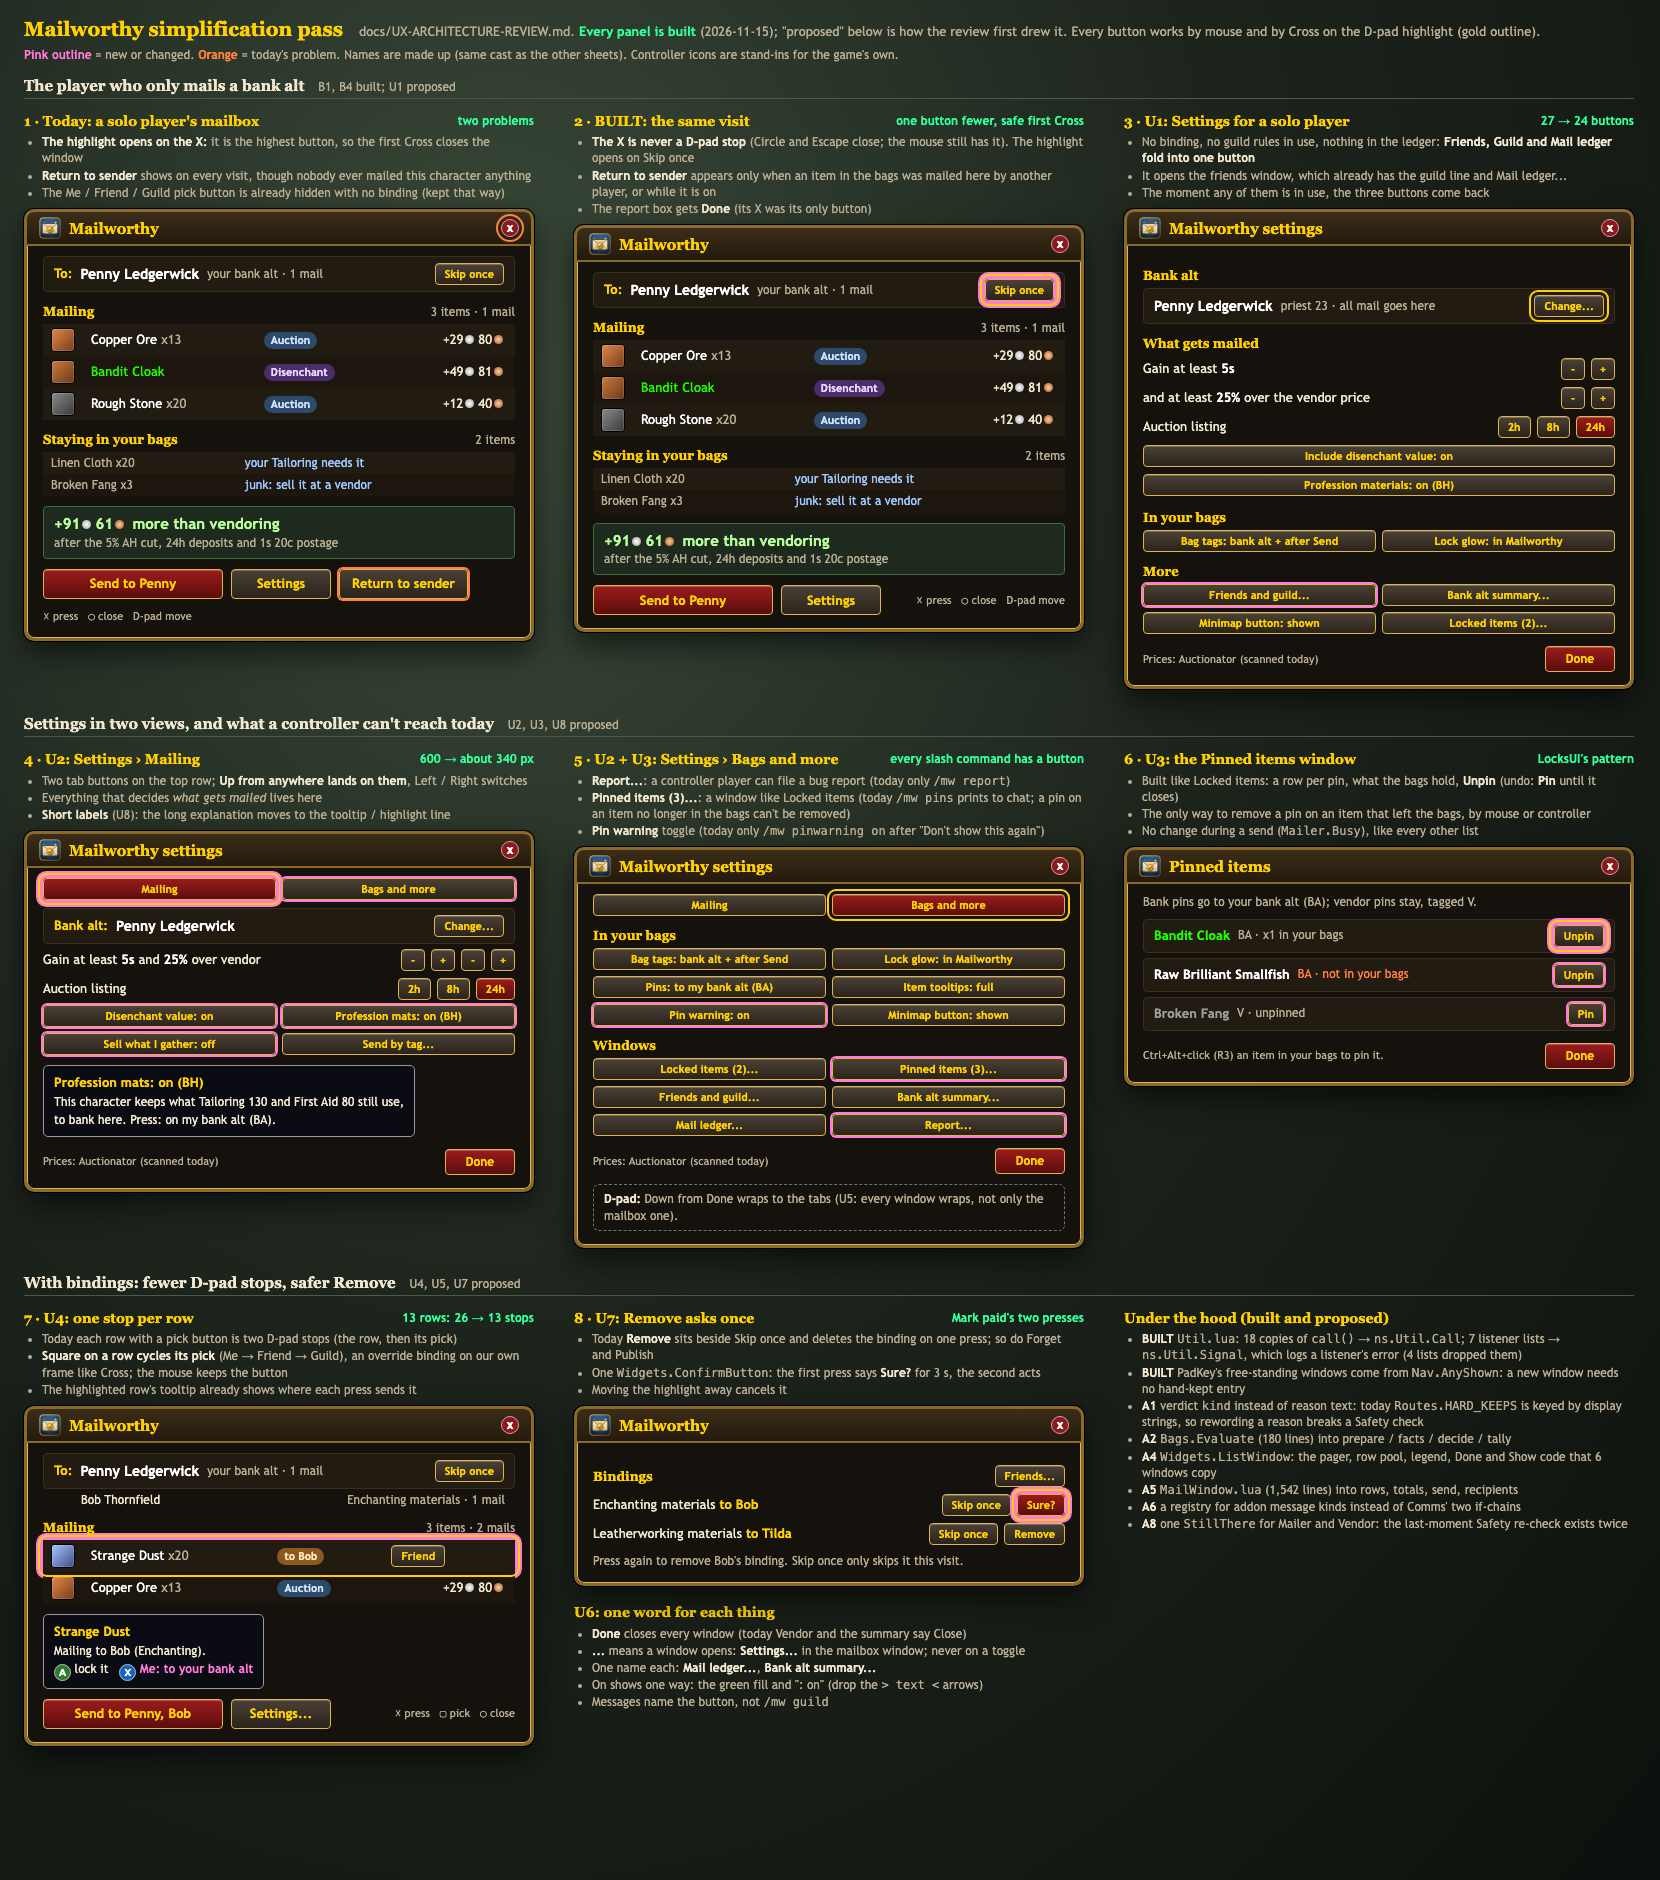 Mailworthy simplification pass docs/UX-ARCHITECTURE-REVIEW.md. Every panel is built (2026-11-15); "proposed" below is how the review first drew it. Every button works by mouse and by Cross on the D-pad highlight (gold outline).
Pink outline = new or changed. Orange = today's problem. Names are made up (same cast as the other sheets). Controller icons are stand-ins for the game's own.
The player who only mails a bank alt B1, B4 built; U1 proposed
1 · Today: a solo player's mailbox two problems
• The highlight opens on the X: it is the highest button, so the first Cross closes the
window
• Return to sender shows on every visit, though nobody ever mailed this character anything
• The Me / Friend / Guild pick button is already hidden with no binding (kept that way)
Mailworthy x
To: Penny Ledgerwick your bank alt · 1 mail Skip once
Mailing 3 items · 1 mail
Copper Ore x13 Auction +29 80
Bandit Cloak Disenchant +49 81
Rough Stone x20 Auction +12 40
Staying in your bags 2 items
Linen Cloth x20 your Tailoring needs it
Broken Fang x3 junk: sell it at a vendor
+91 61 more than vendoring
after the 5% AH cut, 24h deposits and 1s 20c postage
Send to Penny Settings Return to sender
X press O close D-pad move
2 · BUILT: the same visit one button fewer, safe first Cross
• The X is never a D-pad stop (Circle and Escape close; the mouse still has it). The highlight
opens on Skip once
• Return to sender appears only when an item in the bags was mailed here by another
player, or while it is on
• The report box gets Done (its X was its only button)
Mailworthy x
To: Penny Ledgerwick your bank alt · 1 mail Skip once
Mailing 3 items · 1 mail
Copper Ore x13 Auction +29 80
Bandit Cloak Disenchant +49 81
Rough Stone x20 Auction +12 40
Staying in your bags 2 items
Linen Cloth x20 your Tailoring needs it
Broken Fang x3 junk: sell it at a vendor
+91 61 more than vendoring
after the 5% AH cut, 24h deposits and 1s 20c postage
Send to Penny Settings X press O close D-pad move
3 · U1: Settings for a solo player 27 → 24 buttons
• No binding, no guild rules in use, nothing in the ledger: Friends, Guild and Mail ledger
fold into one button
• It opens the friends window, which already has the guild line and Mail ledger...
• The moment any of them is in use, the three buttons come back
Mailworthy settings x
Bank alt
Penny Ledgerwick priest 23 · all mail goes here Change...
What gets mailed
Gain at least 5s - +
and at least 25% over the vendor price - +
Auction listing 2h 8h 24h
Include disenchant value: on
Profession materials: on (BH)
In your bags
Bag tags: bank alt + after Send Lock glow: in Mailworthy
More
Friends and guild... Bank alt summary...
Minimap button: shown Locked items (2)...
Prices: Auctionator (scanned today) Done
Settings in two views, and what a controller can't reach today U2, U3, U8 proposed
4 · U2: Settings › Mailing 600 → about 340 px
• Two tab buttons on the top row; Up from anywhere lands on them, Left / Right switches
• Everything that decides what gets mailed lives here
• Short labels (U8): the long explanation moves to the tooltip / highlight line
Mailworthy settings x
Mailing Bags and more
Bank alt: Penny Ledgerwick Change...
Gain at least 5s and 25% over vendor - + - +
Auction listing 2h 8h 24h
Disenchant value: on Profession mats: on (BH)
Sell what I gather: off Send by tag...
Profession mats: on (BH)
This character keeps what Tailoring 130 and First Aid 80 still use,
to bank here. Press: on my bank alt (BA).
Prices: Auctionator (scanned today) Done
5 · U2 + U3: Settings › Bags and more every slash command has a button
• Report...: a controller player can file a bug report (today only /mw report)
• Pinned items (3)...: a window like Locked items (today /mw pins prints to chat; a pin on
an item no longer in the bags can't be removed)
• Pin warning toggle (today only /mw pinwarning on after "Don't show this again")
Mailworthy settings x
Mailing Bags and more
In your bags
Bag tags: bank alt + after Send Lock glow: in Mailworthy
Pins: to my bank alt (BA) Item tooltips: full
Pin warning: on Minimap button: shown
Windows
Locked items (2)... Pinned items (3)...
Friends and guild... Bank alt summary...
Mail ledger... Report...
Prices: Auctionator (scanned today) Done
D-pad: Down from Done wraps to the tabs (U5: every window wraps, not only the
mailbox one).
6 · U3: the Pinned items window LocksUI's pattern
• Built like Locked items: a row per pin, what the bags hold, Unpin (undo: Pin until it
closes)
• The only way to remove a pin on an item that left the bags, by mouse or controller
• No change during a send (Mailer.Busy), like every other list
Pinned items x
Bank pins go to your bank alt (BA); vendor pins stay, tagged V.
Bandit Cloak BA · x1 in your bags Unpin
Raw Brilliant Smallfish BA · not in your bags Unpin
Broken Fang V · unpinned Pin
Ctrl+Alt+click (R3) an item in your bags to pin it. Done
With bindings: fewer D-pad stops, safer Remove U4, U5, U7 proposed
7 · U4: one stop per row 13 rows: 26 → 13 stops
• Today each row with a pick button is two D-pad stops (the row, then its pick)
• Square on a row cycles its pick (Me → Friend → Guild), an override binding on our own
frame like Cross; the mouse keeps the button
• The highlighted row's tooltip already shows where each press sends it
Mailworthy x
To: Penny Ledgerwick your bank alt · 1 mail Skip once
Bob Thornfield Enchanting materials · 1 mail
Mailing 3 items · 2 mails
Strange Dust x20 to Bob Friend
Copper Ore x13 Auction +29 80
Strange Dust
Mailing to Bob (Enchanting).
A lock it X Me: to your bank alt
Send to Penny, Bob Settings... X press □ pick O close
8 · U7: Remove asks once Mark paid's two presses
• Today Remove sits beside Skip once and deletes the binding on one press; so do Forget
and Publish
• One Widgets.ConfirmButton: the first press says Sure? for 3 s, the second acts
• Moving the highlight away cancels it
Mailworthy x
Bindings Friends...
Enchanting materials to Bob Skip once Sure?
Leatherworking materials to Tilda Skip once Remove
Press again to remove Bob's binding. Skip once only skips it this visit.
U6: one word for each thing
• Done closes every window (today Vendor and the summary say Close)
• ... means a window opens: Settings... in the mailbox window; never on a toggle
• One name each: Mail ledger..., Bank alt summary...
• On shows one way: the green fill and ": on" (drop the > text < arrows)
• Messages name the button, not /mw guild
Under the hood (built and proposed)
• BUILT Util.lua: 18 copies of call() → ns.Util.Call; 7 listener lists →
ns.Util.Signal, which logs a listener's error (4 lists dropped them)
• BUILT PadKey's free-standing windows come from Nav.AnyShown: a new window needs
no hand-kept entry
• A1 verdict kind instead of reason text: today Routes.HARD_KEEPS is keyed by display
strings, so rewording a reason breaks a Safety check
• A2 Bags.Evaluate (180 lines) into prepare / facts / decide / tally
• A4 Widgets.ListWindow: the pager, row pool, legend, Done and Show code that 6
windows copy
• A5 MailWindow.lua (1,542 lines) into rows, totals, send, recipients
• A6 a registry for addon message kinds instead of Comms' two if-chains
• A8 one StillThere for Mailer and Vendor: the last-moment Safety re-check exists twice